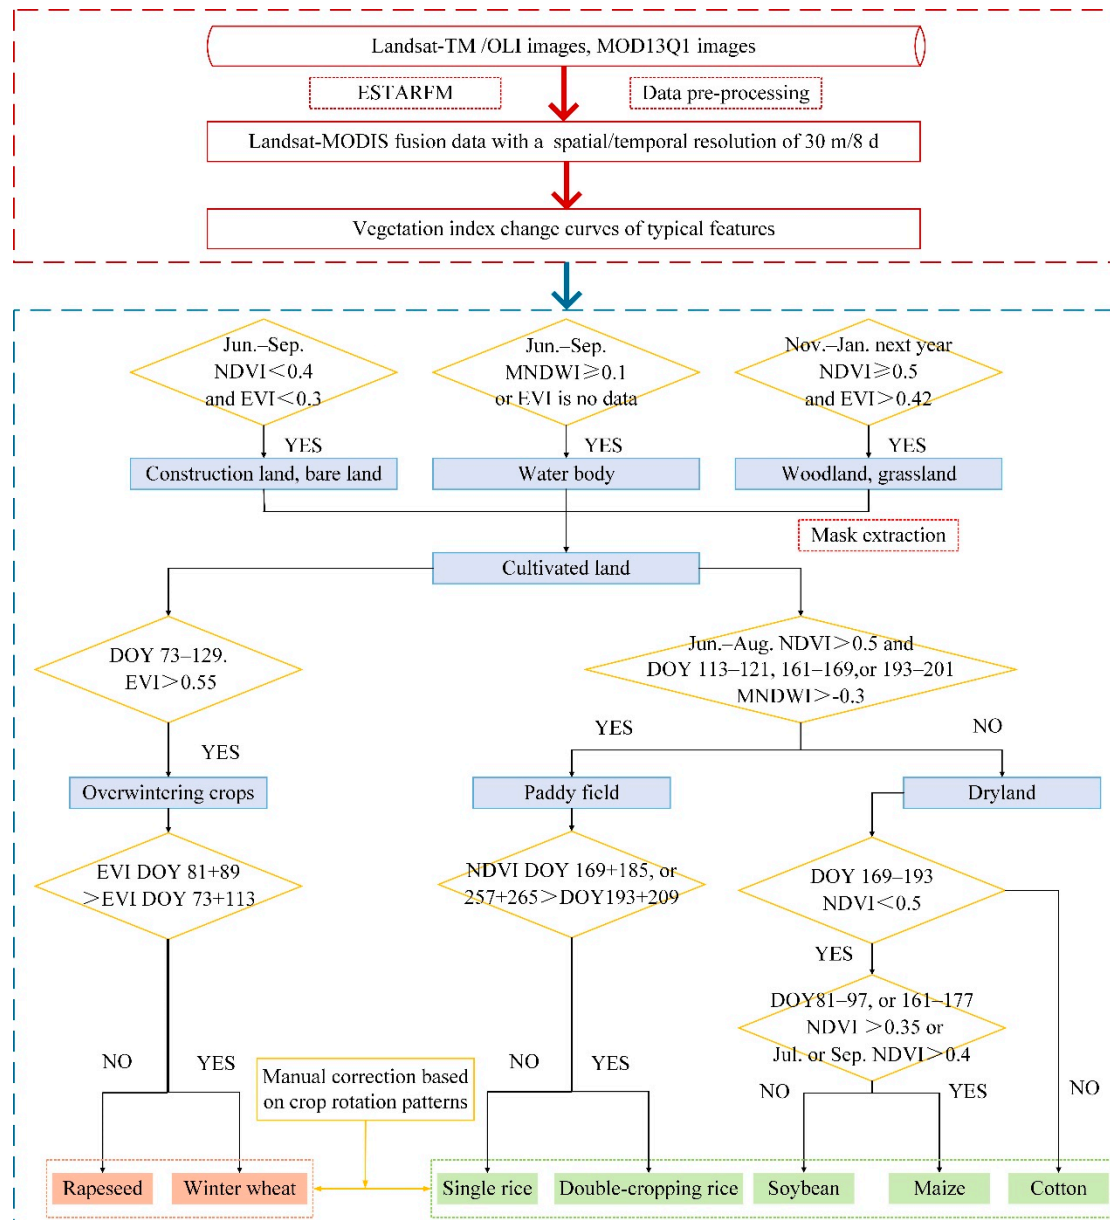 Landsat-TM /OLI images, MOD13Q1 images
ESTARFM
Data pre-processing
Landsat-MODIS fusion data with a spatial/temporal resolution of 30 m/8 d
Vegetation index change curves of typical features
Jun.–Sep.
NDVI<0.4
and EVI<0.3
Jun.–Sep.
MNDWI≥0.1
or EVI is no data
Nov.–Jan. next year
NDVI≥0.5
and EVI>0.42
YES
YES
YES
Construction land, bare land
Water body
Woodland, grassland
Mask extraction
Cultivated land
DOY 73–129.
EVI>0.55
Jun.–Aug. NDVI>0.5 and
DOY 113–121, 161–169,or 193–201
MNDWI>-0.3
YES
YES
NO
Overwintering crops
Paddy field
Dryland
EVI DOY 81+89
>EVI DOY 73+113
NDVI DOY 169+185, or
257+265>DOY193+209
DOY 169–193
NDVI<0.5
YES
DOY81–97, or 161–177
NDVI >0.35 or
Jul. or Sep. NDVI>0.4
NO
YES
Manual correction based
on crop rotation patterns
NO
YES
NO
YES
NO
Rapeseed
Winter wheat
Single rice
Double-cropping rice
Soybean
Maize
Cotton